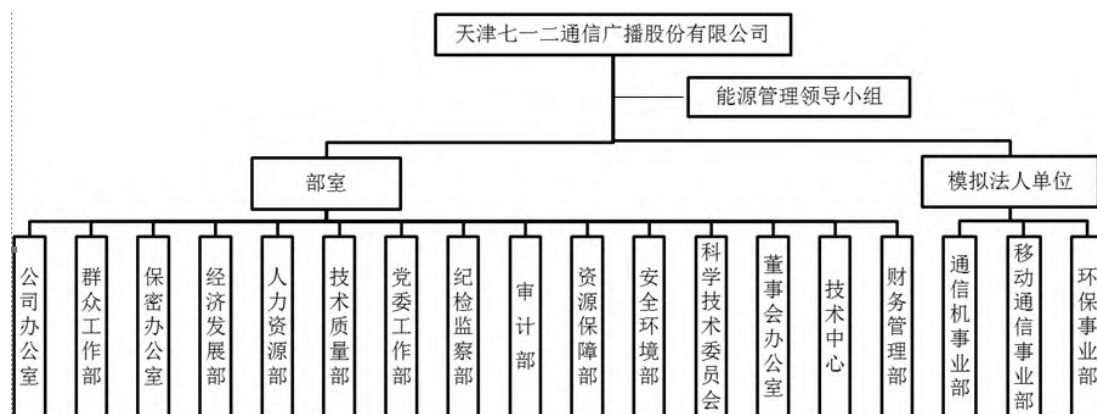 天津七一二通信广播股份有限公司
能源管理领导小组
部室
模拟法人单位
公司办公室
群众工作部
保密办公室
经济发展部
人力资源部
技术质量部
党委工作部
纪检监察部
审计部
资源保障部
安全环境部
科学技术委员会
董事会办公室
技术中心
财务管理部
通信机事业部
移动通信事业部
环保事业部